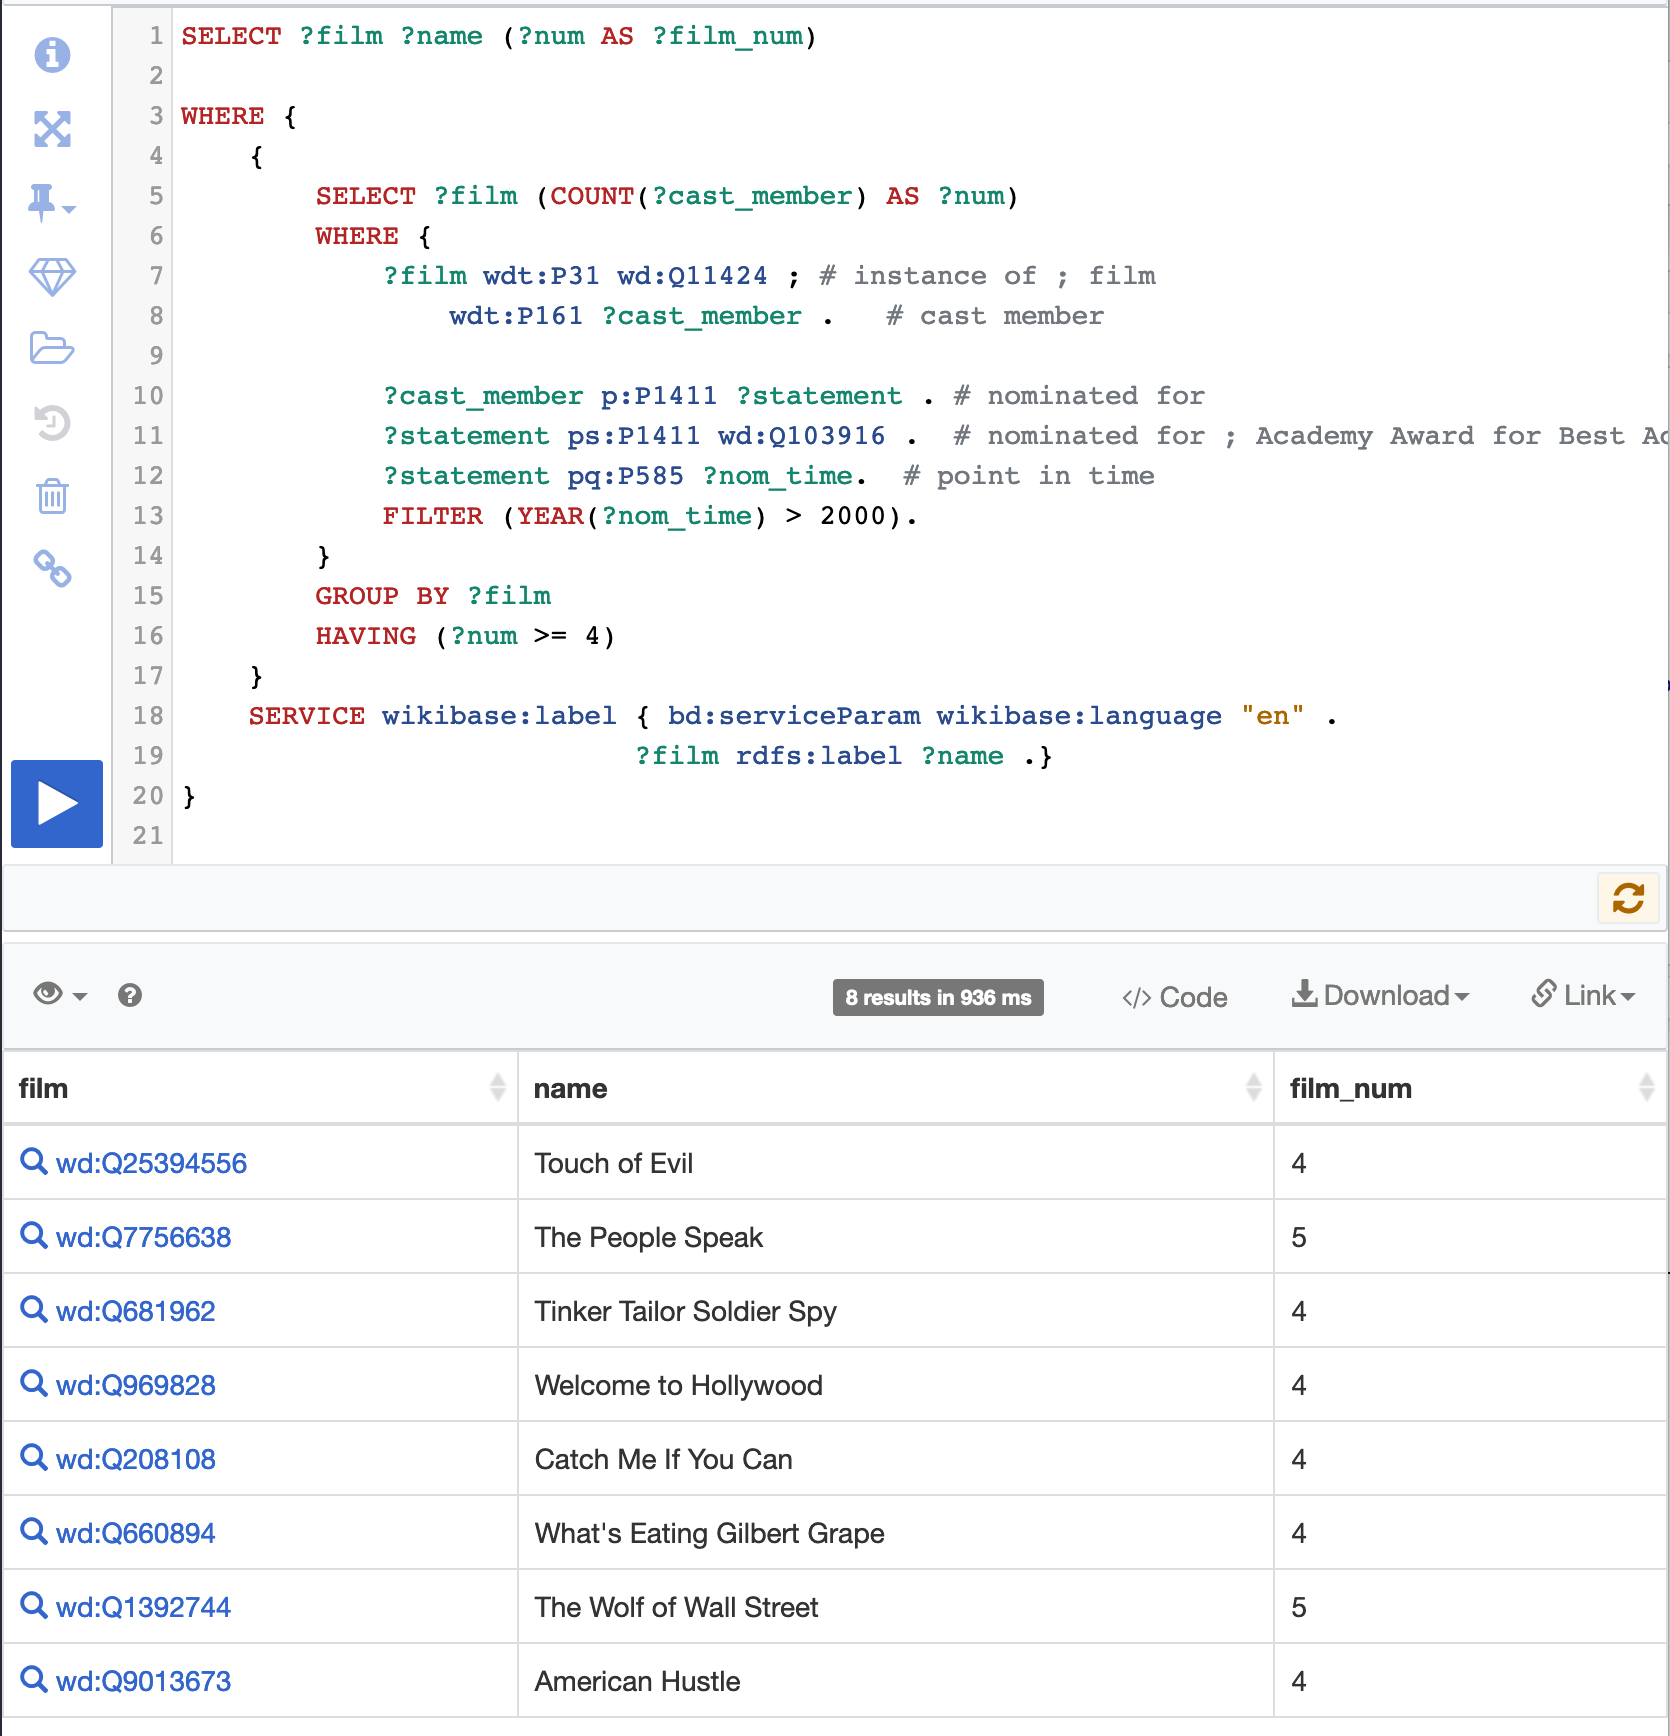 1 SELECT ?film ?name (?num AS ?film_num)
2
3 WHERE {
4 {
5 SELECT ?film (COUNT(?cast_member) AS ?num)
6 WHERE {
7 ?film wdt:P31 wd:Q11424 ; # instance of ; film
8 wdt:P161 ?cast_member . # cast member
9
10 ?cast_member p:P1411 ?statement . # nominated for
11 ?statement ps:P1411 wd:Q103916 . # nominated for ; Academy Award for Best
12 ?statement pq:P585 ?nom_time. # point in time
13 FILTER (YEAR(?nom_time) > 2000).
14 }
15 GROUP BY ?film
16 HAVING (?num >= 4)
17 }
18 SERVICE wikibase:label { bd:serviceParam wikibase:language "en" .
19 ?film rdfs:label ?name .}
20 }
21
8 results in 936 ms </> Code Download Link
film name film_num
wd:Q25394556 Touch of Evil 4
wd:Q7756638 The People Speak 5
wd:Q681962 Tinker Tailor Soldier Spy 4
wd:Q969828 Welcome to Hollywood 4
wd:Q208108 Catch Me If You Can 4
wd:Q660894 What's Eating Gilbert Grape 4
wd:Q1392744 The Wolf of Wall Street 5
wd:Q9013673 American Hustle 4